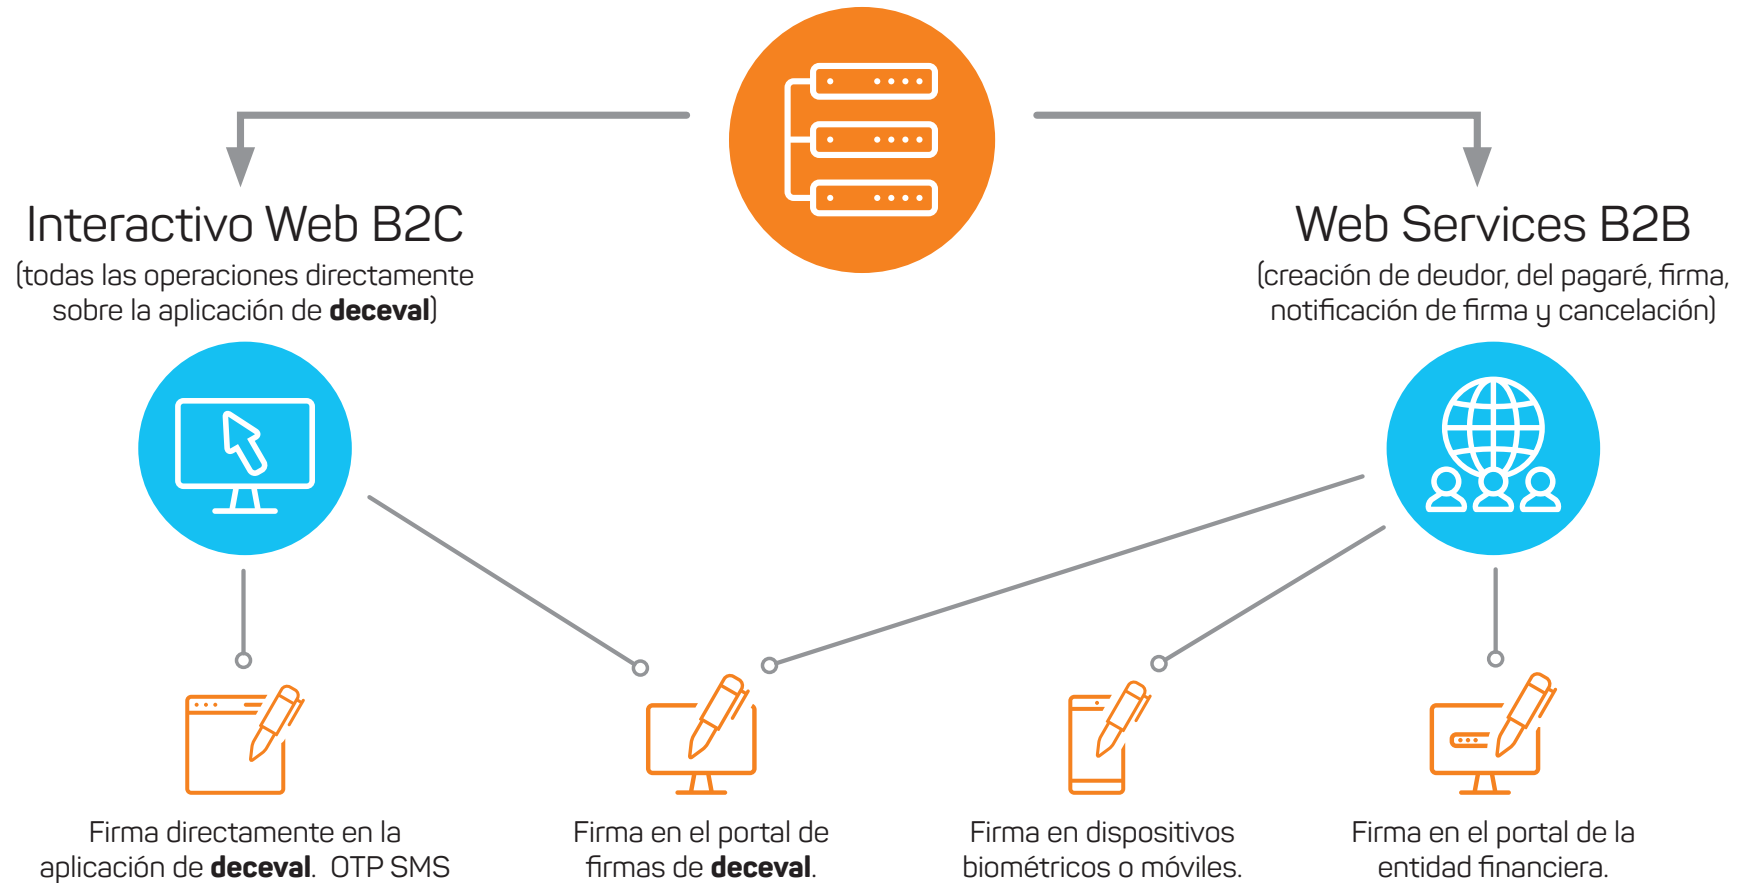 Interactivo Web B2C
(todas las operaciones directamente
sobre la aplicación de deceval)
Web Services B2B
(creación de deudor, del pagaré, firma,
notificación de firma y cancelación)
Firma directamente en la
aplicación de deceval. OTP SMS
Firma en el portal de
firmas de deceval.
Firma en dispositivos
biométricos o móviles.
Firma en el portal de la
entidad financiera.